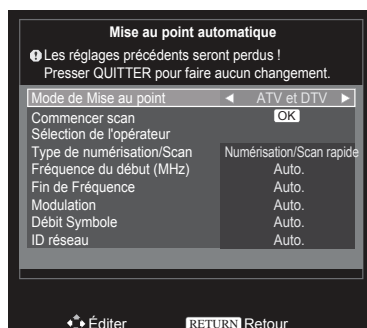 Mise au point automatique
Les réglages précédents seront perdus !
Presser QUITTER pour faire aucun changement.
Mode de Mise au point ATV et DTV
Commencer scan OK
Sélection de l'opérateur
Type de numérisation/Scan Numérisation/Scan rapide
Fréquence du début (MHz) Auto.
Fin de Fréquence Auto.
Modulation Auto.
Débit Symbole Auto.
ID réseau Auto.
Éditer RETURN Retour